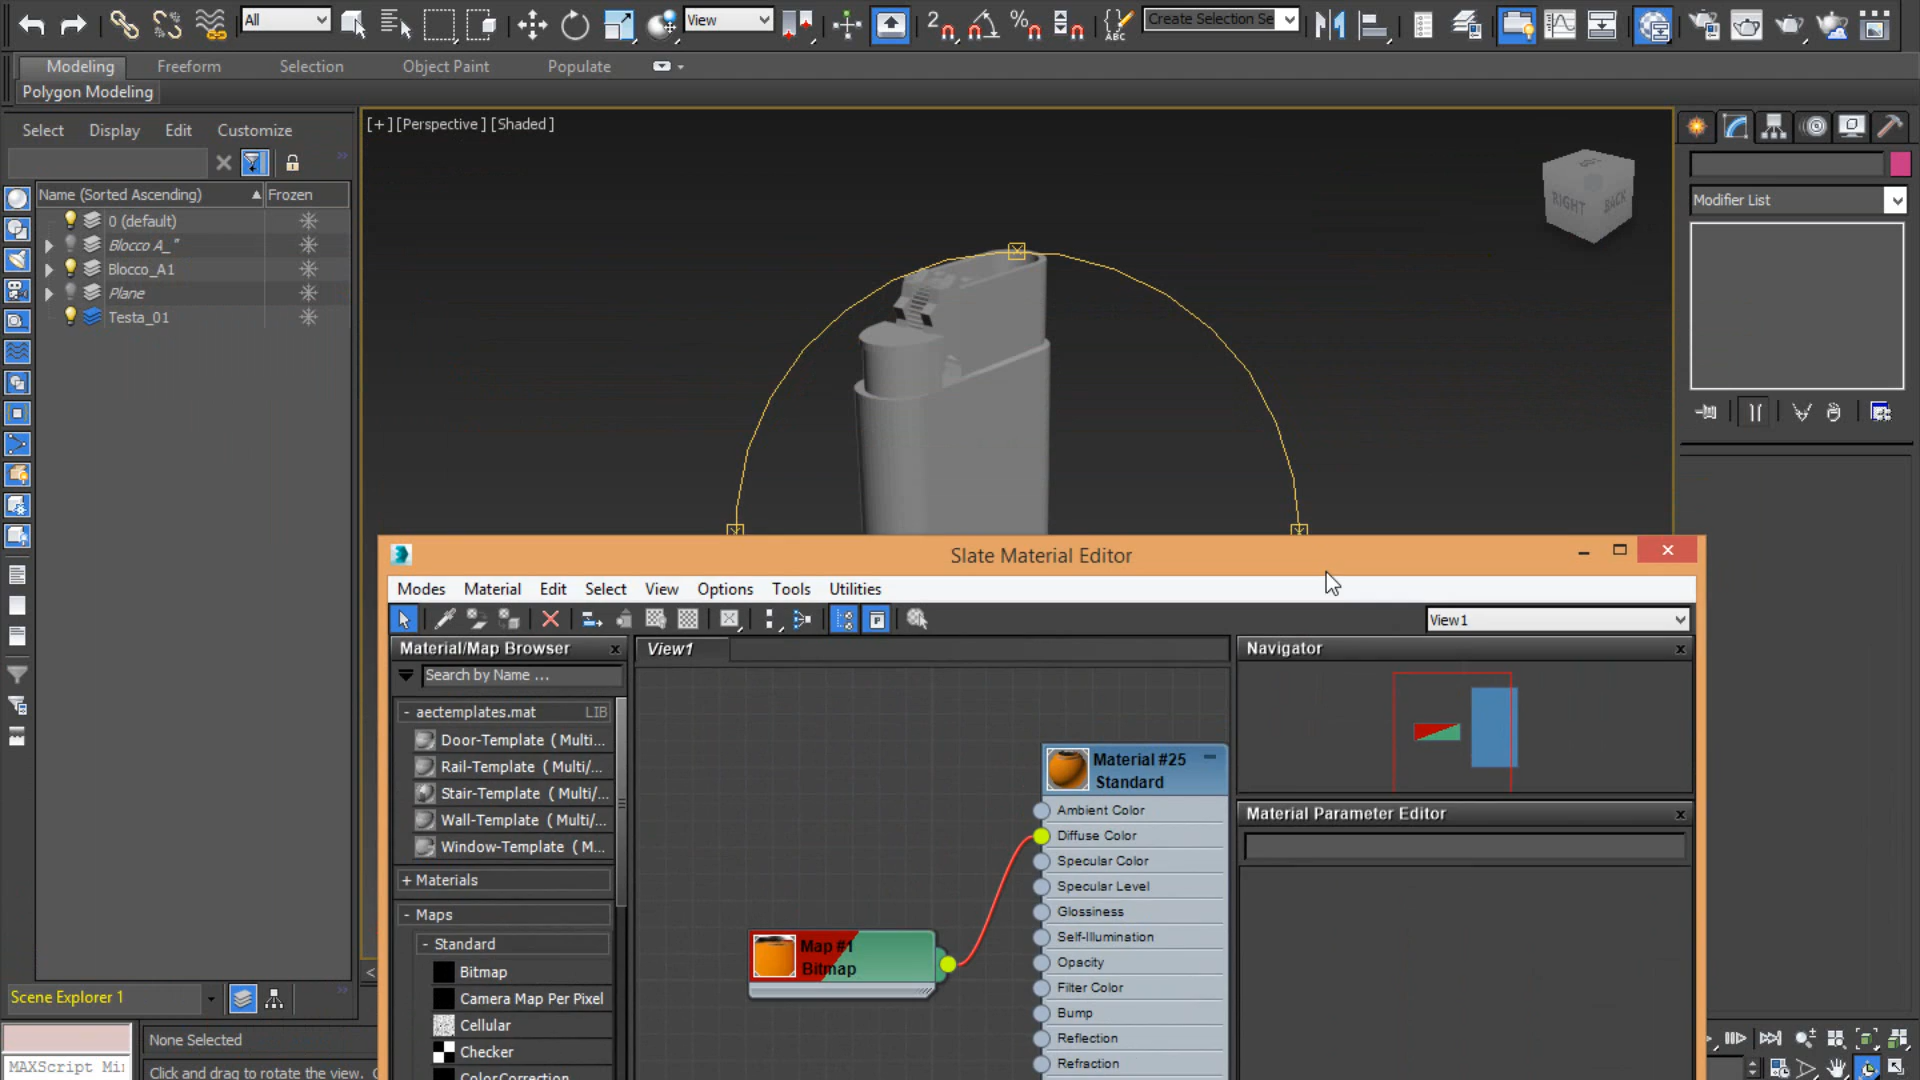 All
View
2
%
ABC
Create Selection Se
Modeling
Freeform
Selection
Object Paint
Populate
Polygon Modeling
Select
Display
Edit
Customize
[+][Perspective][Shaded]
RIGHT
BACK
Name (Sorted Ascending)
Frozen
0 (default)
Blocco A_"
Blocco_A1
Plane
Testa_01
Modifier List
Slate Material Editor
Modes
Material
Edit
Select
View
Options
Tools
Utilities
View1
Material/Map Browser
View1
Navigator
Search by Name ...
- aectemplates.mat
LIB
Door-Template ( Multi...
Rail-Template ( Multi/...
Stair-Template ( Multi/...
Wall-Template ( Multi/...
Window-Template ( M...
+ Materials
- Maps
- Standard
Bitmap
Camera Map Per Pixel
Cellular
Checker
ColorCorrection
Map #1
Bitmap
Material #25
Standard
Ambient Color
Diffuse Color
Specular Color
Specular Level
Glossiness
Self-Illumination
Opacity
Filter Color
Bump
Reflection
Refraction
Material Parameter Editor
Scene Explorer 1
None Selected
MAXScript Mi
Click and drag to rotate the view.